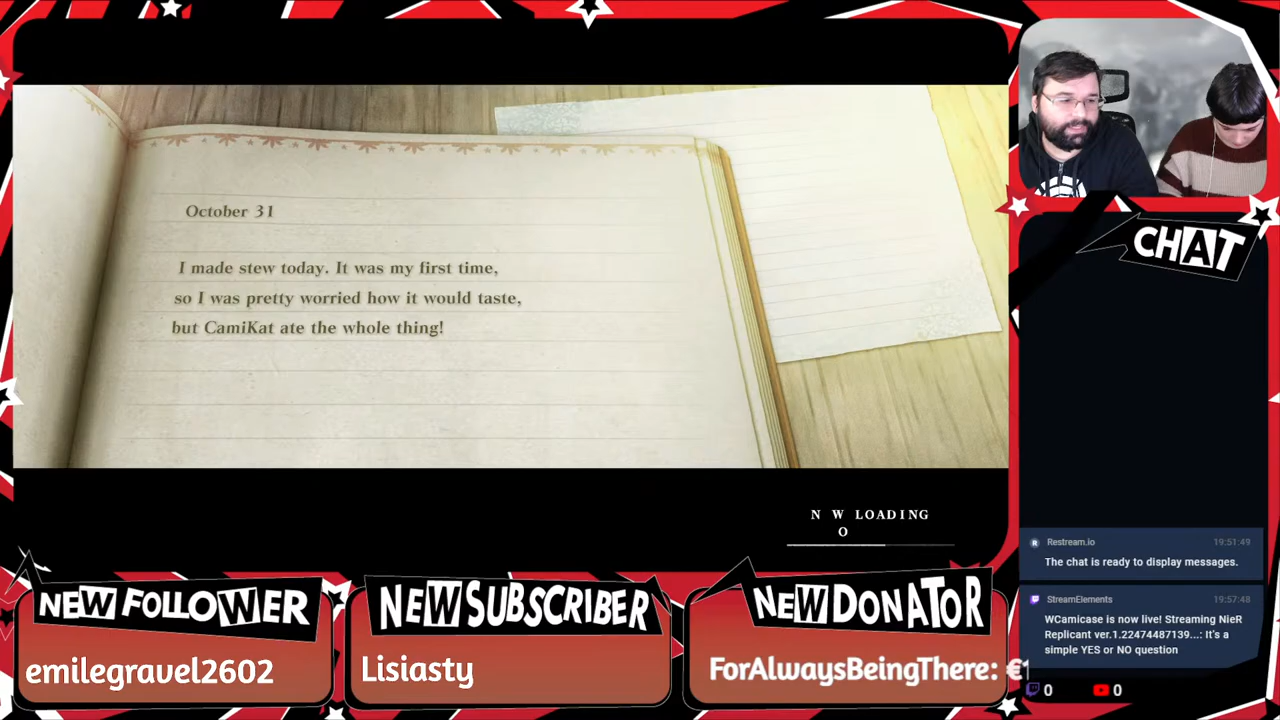 October 31
I made stew today. It was my first time,
so I was pretty worried how it would taste,
but CamiKat ate the whole thing!
N W LOADING
O
CHAT
Restream.io 19:51:49
The chat is ready to display messages.
StreamElements 19:57:48
WCamicase is now live! Streaming NieR
Replicant ver.1.22474487139...: It's a
simple YES or NO question
0 0
NEW FOLLOWER
emilegravel2602
NEW SUBSCRIBER
Lisiasty
NEW DONATOR
ForAlwaysBeingThere: €1